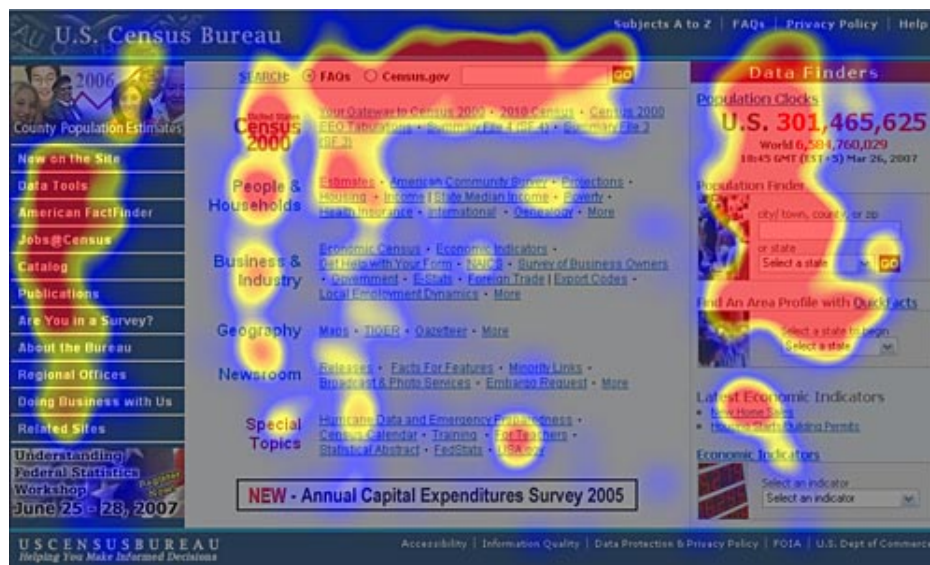 U.S. Census Bureau
Subjects A to Z | FAQs | Privacy Policy | Help
2006
County Population Estimates
New on the Site
Data Tools
American FactFinder
Jobs@Census
Catalog
Publications
Are You in a Survey?
About the Bureau
Regional Offices
Doing Business with Us
Related Sites
Understanding
Federal Statistics
Workshop
Register Now!
June 25 - 28, 2007
SEARCH: FAQs Census.gov GO
United States
Census
2000
Your Gateway to Census 2000 • 2010 Census • Census 2000
EEO Tabulations • Summary File 4 (SF 4) • Summary File 3
(SF 3)
People &
Households
Estimates • American Community Survey • Projections •
Housing • Income | State Median Income • Poverty •
Health Insurance • International • Genealogy • More
Business &
Industry
Economic Census • Economic Indicators •
Get Help with Your Form • NAICS • Survey of Business Owners
• Government • E-Stats • Foreign Trade | Export Codes •
Local Employment Dynamics • More
Geography
Maps • TIGER • Gazetteer • More
Newsroom
Releases • Facts For Features • Minority Links •
Broadcast & Photo Services • Embargo Request • More
Special
Topics
Hurricane Data and Emergency Preparedness •
Census Calendar • Training • For Teachers •
Statistical Abstract • FedStats • USA.gov
NEW - Annual Capital Expenditures Survey 2005
Data Finders
Population Clocks
U.S. 301,465,625
World 6,584,760,029
18:45 GMT (EST+5) Mar 26, 2007
Population Finder
city/ town, county, or zip
or state
Select a state GO
Find An Area Profile with QuickFacts
Select a state to begin
Select a state
Latest Economic Indicators
New Home Sales
Housing Starts/Building Permits
Economic Indicators
Select an indicator
Select an indicator
USCENSUSBUREAU
Helping You Make Informed Decisions
Accessibility | Information Quality | Data Protection & Privacy Policy | FOIA | U.S. Dept of Commerce